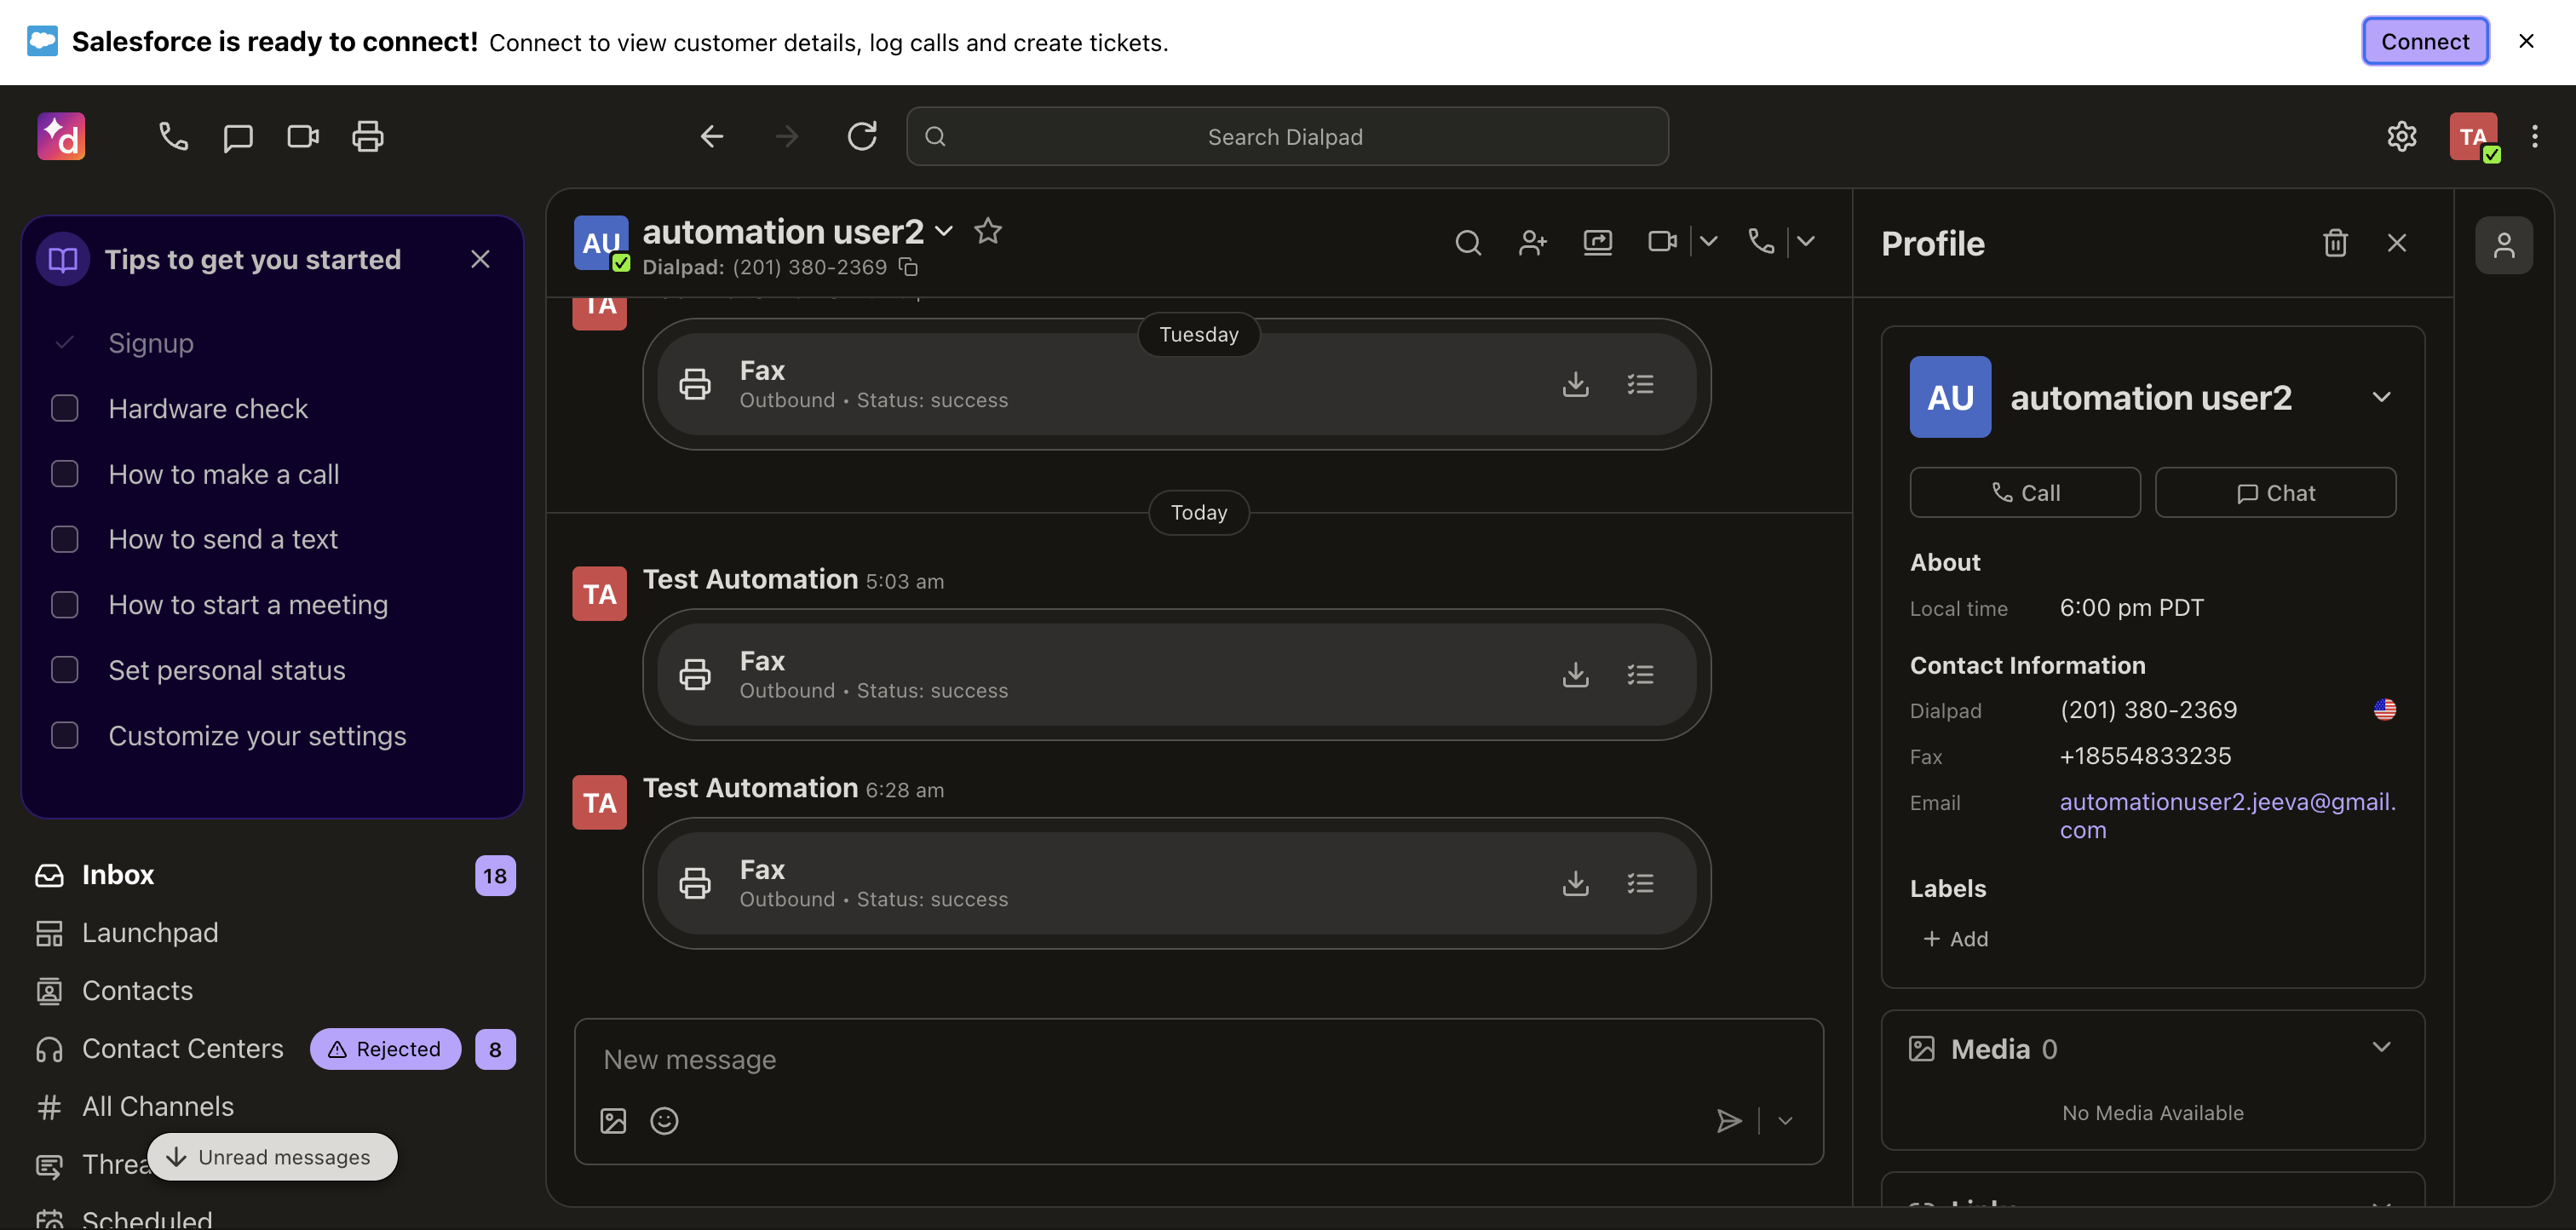 Salesforce is ready to connect! Connect to view customer details, log calls and create tickets.
Connect
d
Search Dialpad
TA
Tips to get you started
Signup
Hardware check
How to make a call
How to send a text
How to start a meeting
Set personal status
Customize your settings
Inbox 18
Launchpad
Contacts
Contact Centers Rejected 8
All Channels
Unread messages
Scheduled
AU
automation user2
Dialpad: (201) 380-2369
TA
Tuesday
Fax
Outbound • Status: success
Today
TA
Test Automation 5:03 am
Fax
Outbound • Status: success
TA
Test Automation 6:28 am
Fax
Outbound • Status: success
New message
Profile
AU
automation user2
Call
Chat
About
Local time 6:00 pm PDT
Contact Information
Dialpad (201) 380-2369
Fax +18554833235
Email automationuser2.jeeva@gmail.
com
Labels
+ Add
Media 0
No Media Available